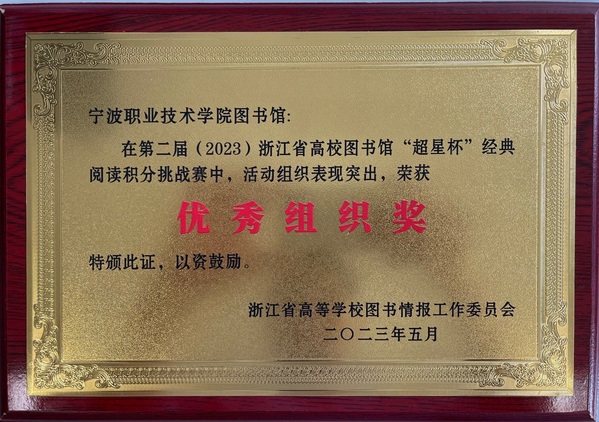 宁波职业技术学院图书馆：
在第二届（2023）浙江省高校图书馆“超星杯”经典
阅读积分挑战赛中，活动组织表现突出，荣获
优秀组织奖
特颁此证，以资鼓励。
浙江省高等学校图书情报工作委员会
二〇二三年五月